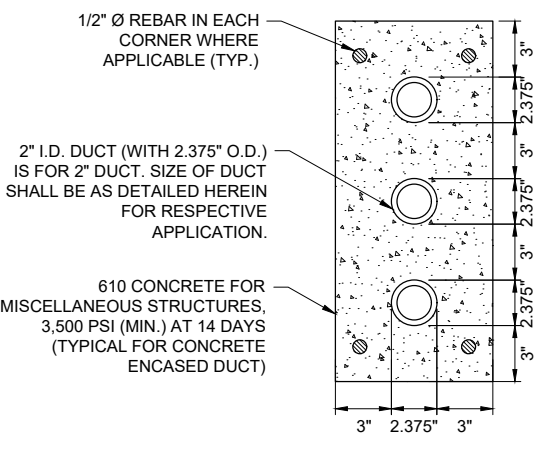 1/2" Ø REBAR IN EACH
CORNER WHERE
APPLICABLE (TYP.)
2" I.D. DUCT (WITH 2.375" O.D.)
IS FOR 2" DUCT. SIZE OF DUCT
SHALL BE AS DETAILED HEREIN
FOR RESPECTIVE
APPLICATION.
610 CONCRETE FOR
MISCELLANEOUS STRUCTURES,
3,500 PSI (MIN.) AT 14 DAYS
(TYPICAL FOR CONCRETE
ENCASED DUCT)
3"
2.375"
3"
2.375"
3"
2.375"
3"
3"
2.375"
3"